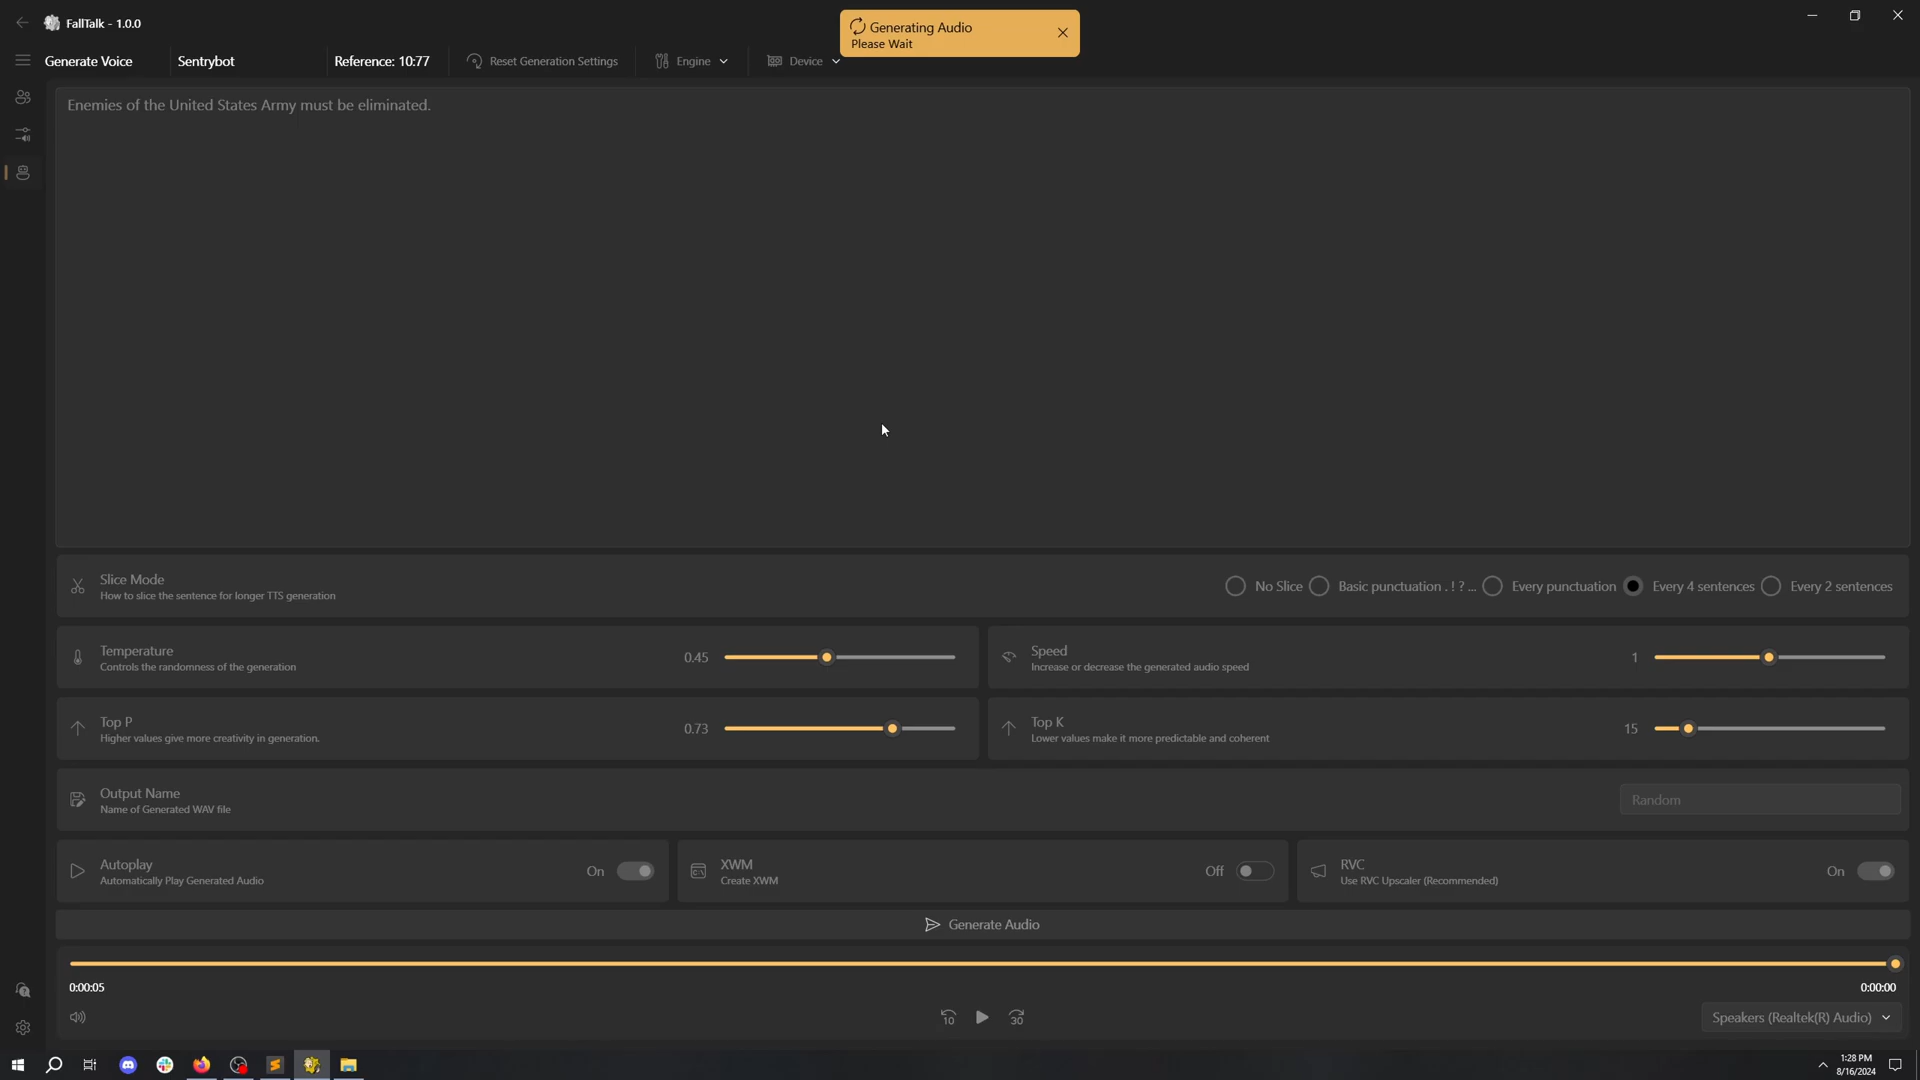 FallTalk - 1.0.0
Generating Audio
Please Wait
Generate Voice
Sentrybot
Reference: 10:77
Reset Generation Settings
Engine
Device
Enemies of the United States Army must be eliminated.
Slice Mode
How to slice the sentence for longer TTS generation
No Slice
Basic punctuation . ! ? ...
Every punctuation
Every 4 sentences
Every 2 sentences
Temperature
Controls the randomness of the generation
0.45
Speed
Increase or decrease the generated audio speed
1
Top P
Higher values give more creativity in generation.
0.73
Top K
Lower values make it more predictable and coherent
15
Output Name
Name of Generated WAV file
Random
Autoplay
Automatically Play Generated Audio
On
XWM
Create XWM
Off
RVC
Use RVC Upscaler (Recommended)
On
Generate Audio
0:00:05
0:00:00
10
30
Speakers (Realtek(R) Audio)
1:28 PM
8/16/2024